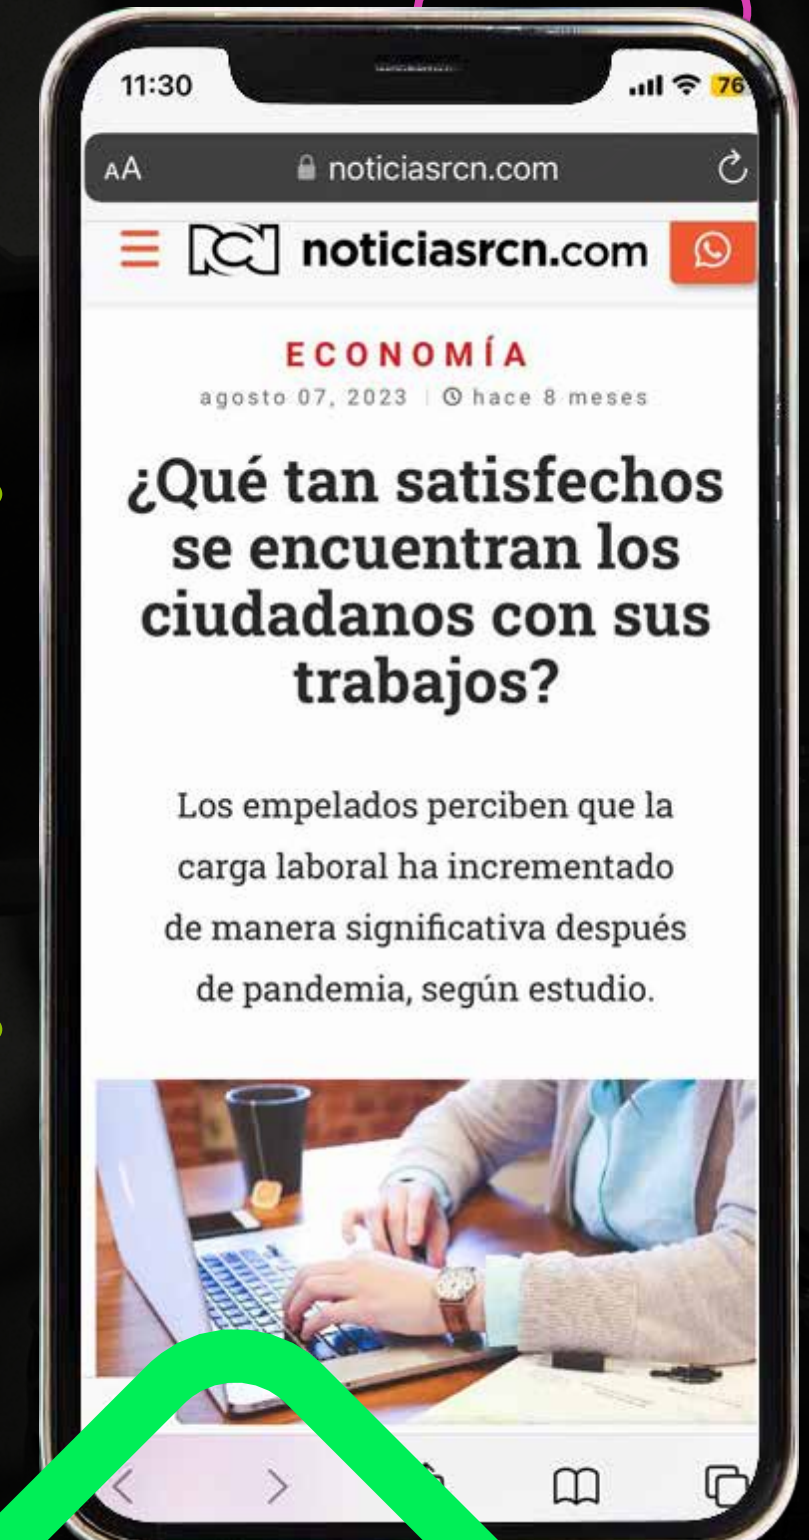 11:30
76
AA
noticiasrcn.com
RCN noticiasrcn.com
ECONOMÍA
agosto 07, 2023 | hace 8 meses
¿Qué tan satisfechos
se encuentran los
ciudadanos con sus
trabajos?
Los empelados perciben que la
carga laboral ha incrementado
de manera significativa después
de pandemia, según estudio.